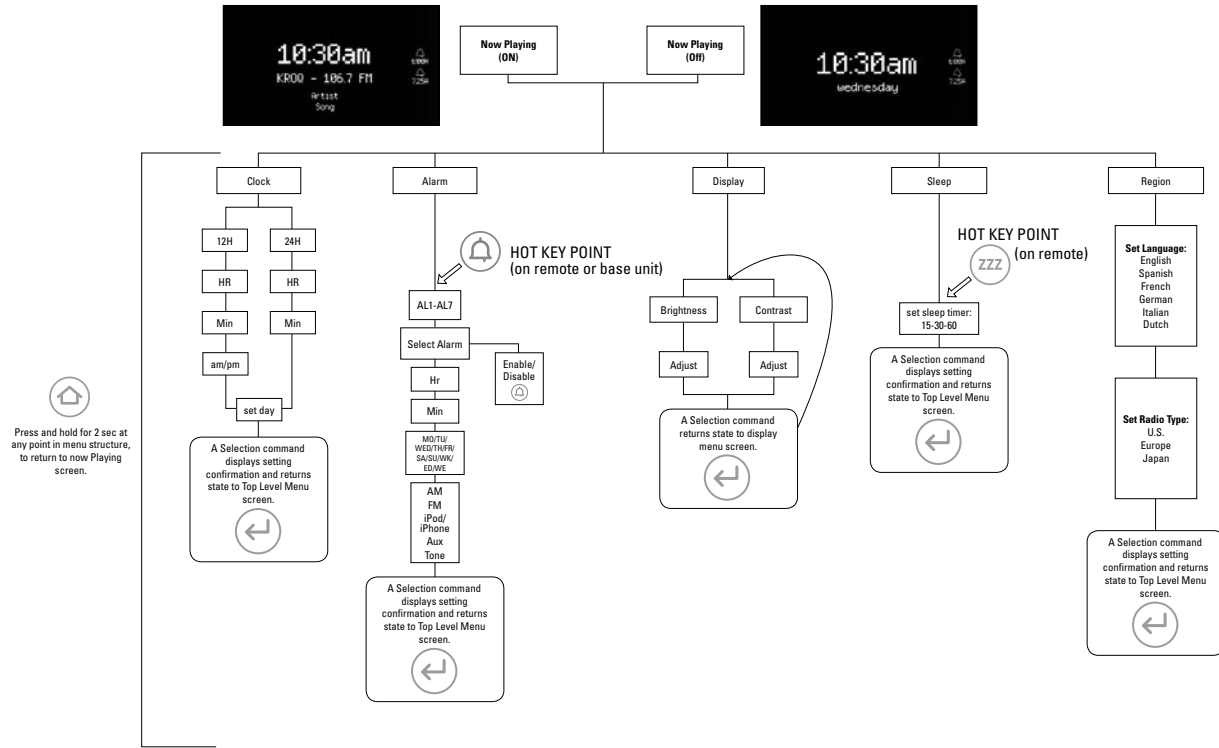 10:30am
KROQ - 106.7 FM
Artist
Song
6:00A
7:25A
Now Playing
(ON)
Now Playing
(Off)
10:30am
wednesday
6:00A
7:25A
Clock
Alarm
Display
Sleep
Region
12H
24H
HR
HR
Min
Min
am/pm
set day
A Selection command
displays setting
confirmation and returns
state to Top Level Menu
screen.
HOT KEY POINT
(on remote or base unit)
AL1-AL7
Select Alarm
Enable/
Disable
Hr
Min
MO/TU/
WED/TH/FR/
SA/SU/WK/
ED/WE
AM
FM
iPod/
iPhone
Aux
Tone
A Selection command
displays setting
confirmation and returns
state to Top Level Menu
screen.
Brightness
Contrast
Adjust
Adjust
A Selection command
returns state to display
menu screen.
HOT KEY POINT
(on remote)
ZZZ
set sleep timer:
15-30-60
A Selection command
displays setting
confirmation and returns
state to Top Level Menu
screen.
Set Language:
English
Spanish
French
German
Italian
Dutch
Set Radio Type:
U.S.
Europe
Japan
A Selection command
displays setting
confirmation and returns
state to Top Level Menu
screen.
Press and hold for 2 sec at
any point in menu structure,
to return to now Playing
screen.